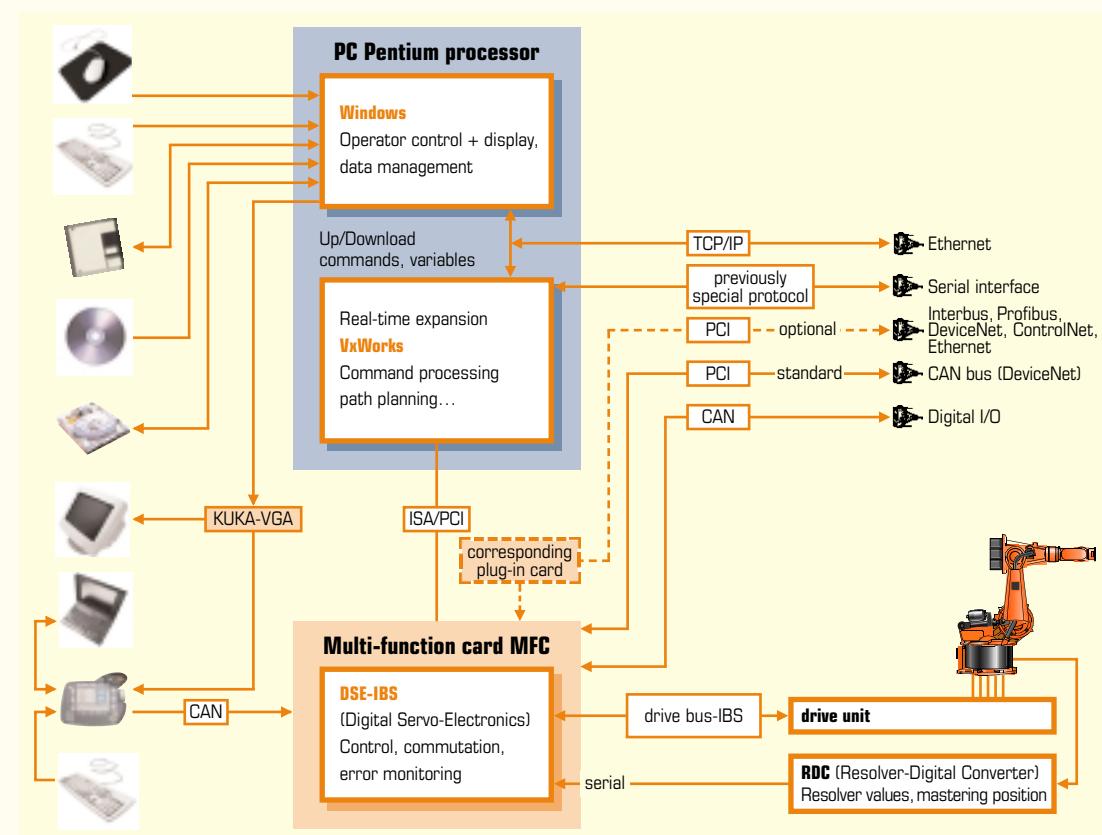 PC Pentium processor
Windows
Operator control + display,
data management
Up/Download
commands, variables
TCP/IP
Ethernet
previously
special protocol
Serial interface
Real-time expansion
VxWorks
Command processing
path planning…
PCI
optional
Interbus, Profibus,
DeviceNet, ControlNet,
Ethernet
PCI
standard
CAN bus (DeviceNet)
CAN
Digital I/O
KUKA-VGA
ISA/PCI
corresponding
plug-in card
Multi-function card MFC
DSE-IBS
(Digital Servo-Electronics)
Control, commutation,
error monitoring
CAN
drive bus-IBS
drive unit
serial
RDC (Resolver-Digital Converter)
Resolver values, mastering position